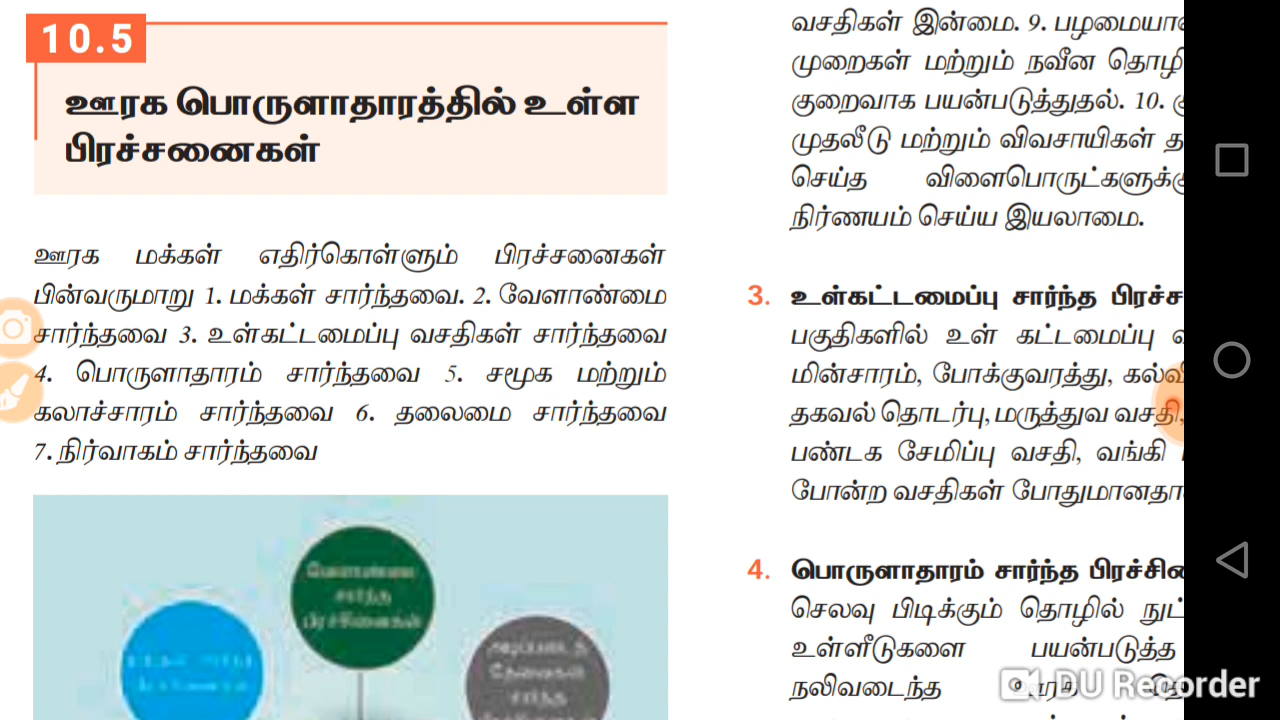 10.5
ஊரக பொருளாதாரத்தில் உள்ள
பிரச்சனைகள்
ஊரக மக்கள் எதிர்கொள்ளும் பிரச்சனைகள்
பின்வருமாறு 1. மக்கள் சார்ந்தவை. 2. வேளாண்மை
சார்ந்தவை 3. உள்கட்டமைப்பு வசதிகள் சார்ந்தவை
4. பொருளாதாரம் சார்ந்தவை 5. சமூக மற்றும்
கலாச்சாரம் சார்ந்தவை 6. தலைமை சார்ந்தவை
7. நிர்வாகம் சார்ந்தவை
சார்ந்த
பிரச்சினைகள்
தேவைகள்
சார்ந்த
வசதிகள் இன்மை. 9. பழமையான
முறைகள் மற்றும் நவீன தொழி
குறைவாக பயன்படுத்துதல். 10.
முதலீடு மற்றும் விவசாயிகள் த
செய்த விளைபொருட்களுக்கு
நிர்ணயம் செய்ய இயலாமை.
3. உள்கட்டமைப்பு சார்ந்த பிரச்ச
பகுதிகளில் உள் கட்டமைப்பு வ
மின்சாரம், போக்குவரத்து, கல்வி
தகவல் தொடர்பு, மருத்துவ வசதி,
பண்டக சேமிப்பு வசதி, வங்கி
போன்ற வசதிகள் போதுமானதா
4. பொருளாதாரம் சார்ந்த பிரச்சி
செலவு பிடிக்கும் தொழில் நுட்
உள்ளீடுகளை பயன்படுத்த
நலிவடைந்த ஊரக தொ
DU Recorder